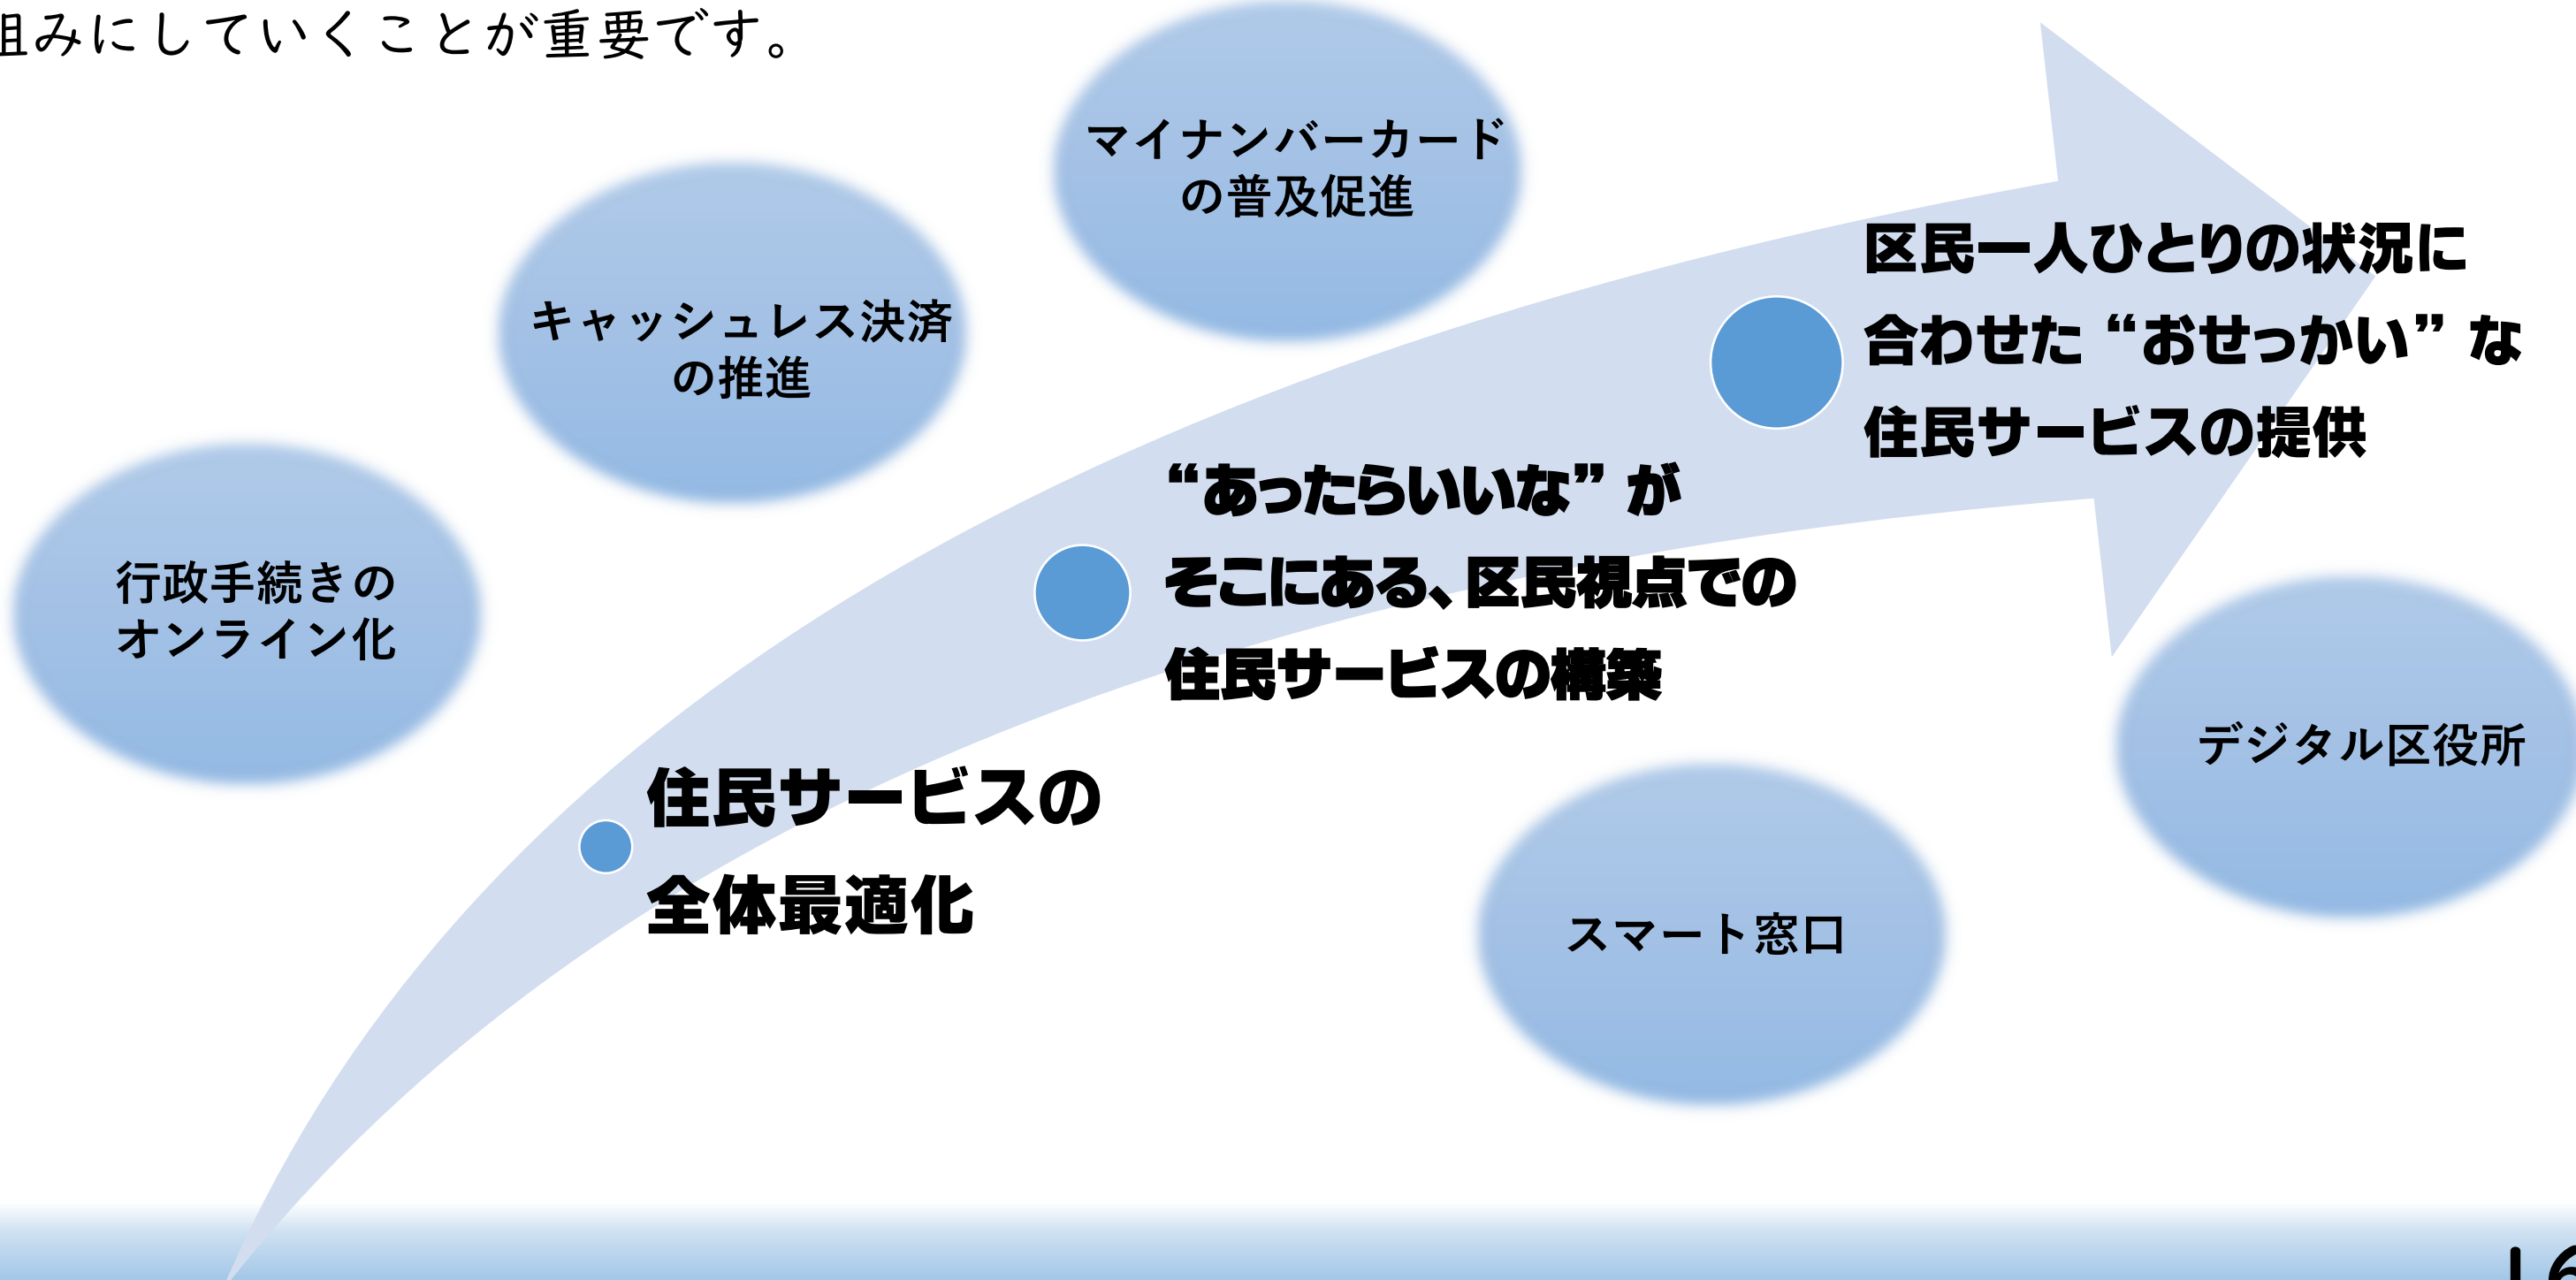 組みにしていくことが重要です。
マイナンバーカード
の普及促進
キャッシュレス決済
の推進
行政手続きの
オンライン化
区民一人ひとりの状況に
合わせた“おせっかい”な
住民サービスの提供
“あったらいいな”が
そこにある、区民視点での
住民サービスの構築
住民サービスの
全体最適化
デジタル区役所
スマート窓口